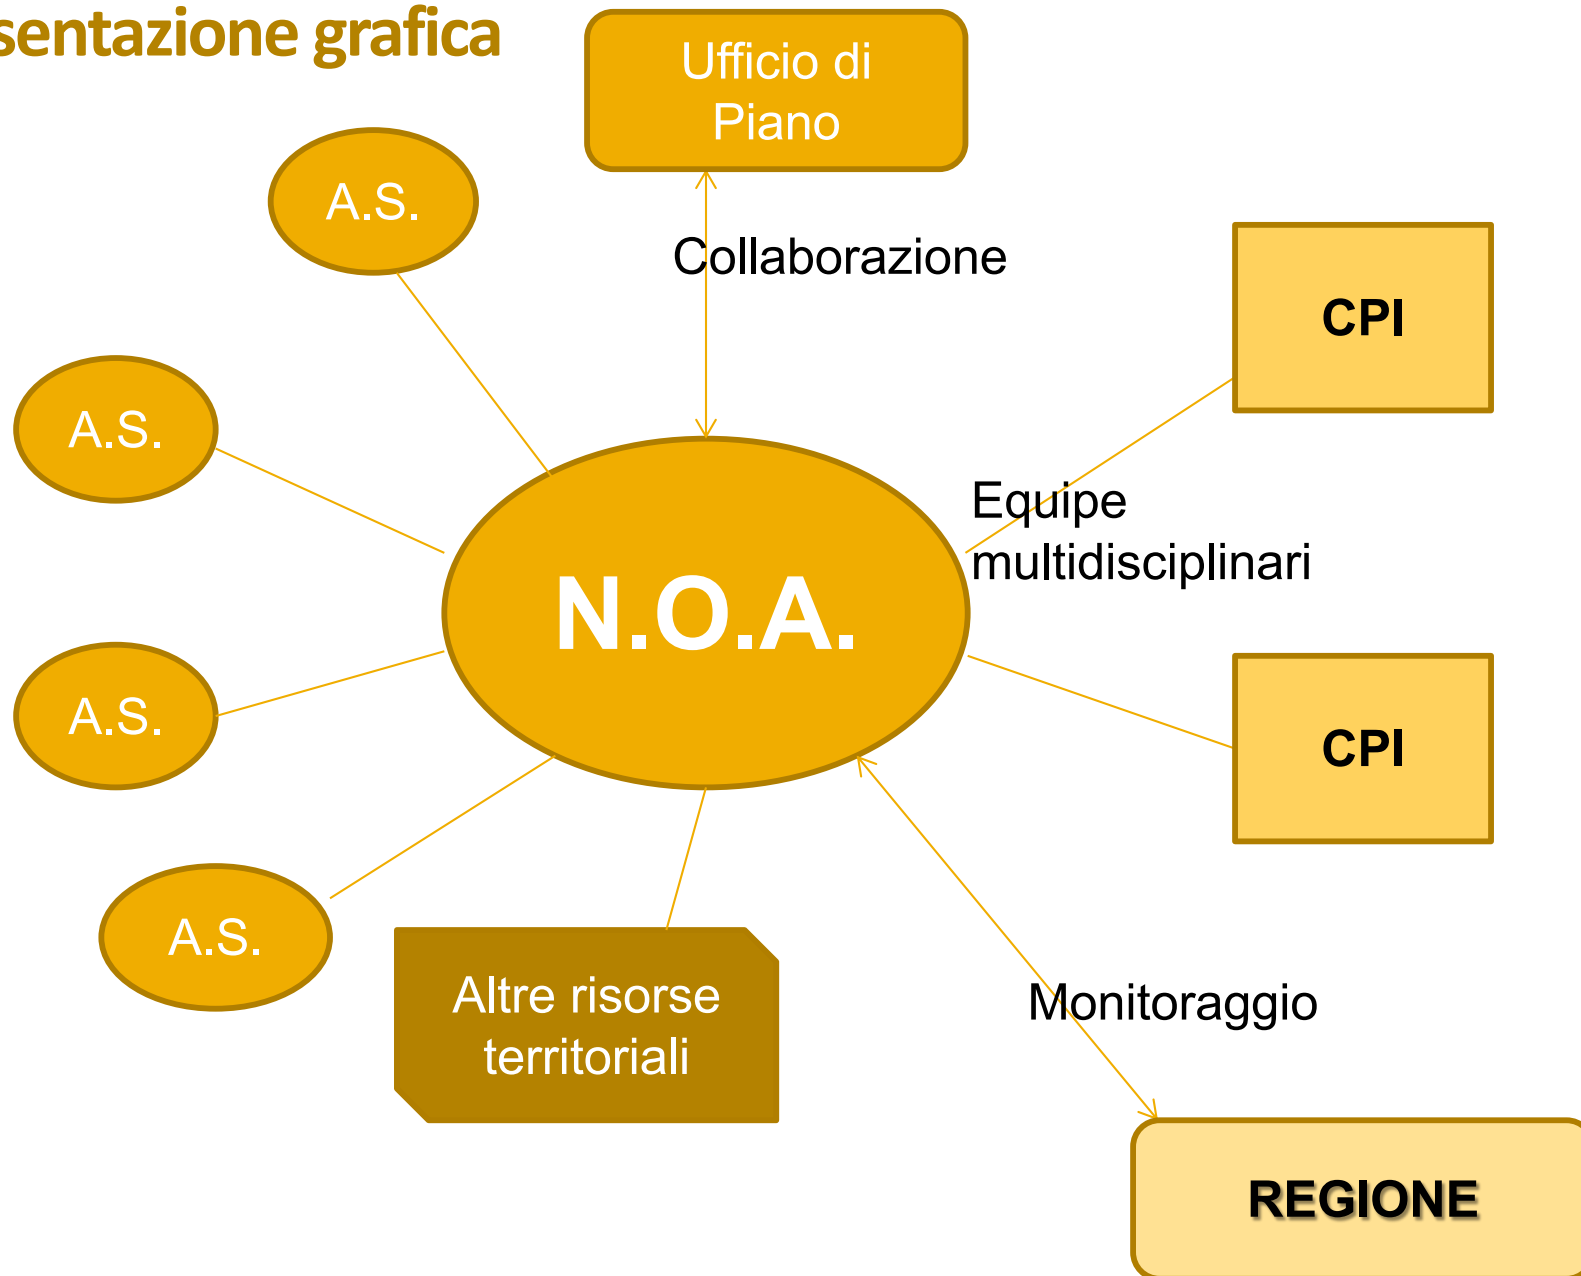 sentazione grafica
Ufficio di
Piano
A.S.
Collaborazione
CPI
A.S.
Equipe
multidisciplinari
N.O.A.
A.S.
CPI
A.S.
Altre risorse
territoriali
Monitoraggio
REGIONE